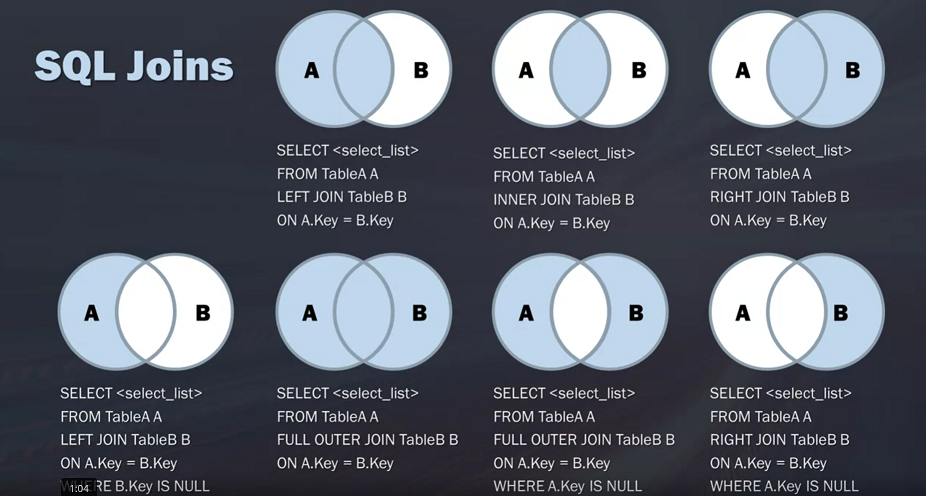 SQL Joins
A B
SELECT <select_list>
FROM TableA A
LEFT JOIN TableB B
ON A.Key = B.Key
A B
SELECT <select_list>
FROM TableA A
INNER JOIN TableB B
ON A.Key = B.Key
A B
SELECT <select_list>
FROM TableA A
RIGHT JOIN TableB B
ON A.Key = B.Key
A B
SELECT <select_list>
FROM TableA A
LEFT JOIN TableB B
ON A.Key = B.Key
WHERE B.Key IS NULL
1:04
A B
SELECT <select_list>
FROM TableA A
FULL OUTER JOIN TableB B
ON A.Key = B.Key
A B
SELECT <select_list>
FROM TableA A
FULL OUTER JOIN TableB B
ON A.Key = B.Key
WHERE A.Key IS NULL
A B
SELECT <select_list>
FROM TableA A
RIGHT JOIN TableB B
ON A.Key = B.Key
WHERE A.Key IS NULL